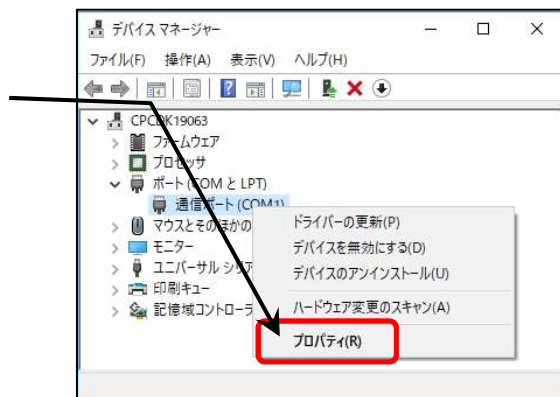 デバイス マネージャー
ファイル(F) 操作(A) 表示(V) ヘルプ(H)
CPCDK19063
ファームウェア
プロセッサ
ポート (COM と LPT)
通信ポート (COM1)
マウスとそのほかの
モニター
ユニバーサル シリア
印刷キュー
記憶域コントローラ
ドライバーの更新(P)
デバイスを無効にする(D)
デバイスのアンインストール(U)
ハードウェア変更のスキャン(A)
プロパティ(R)